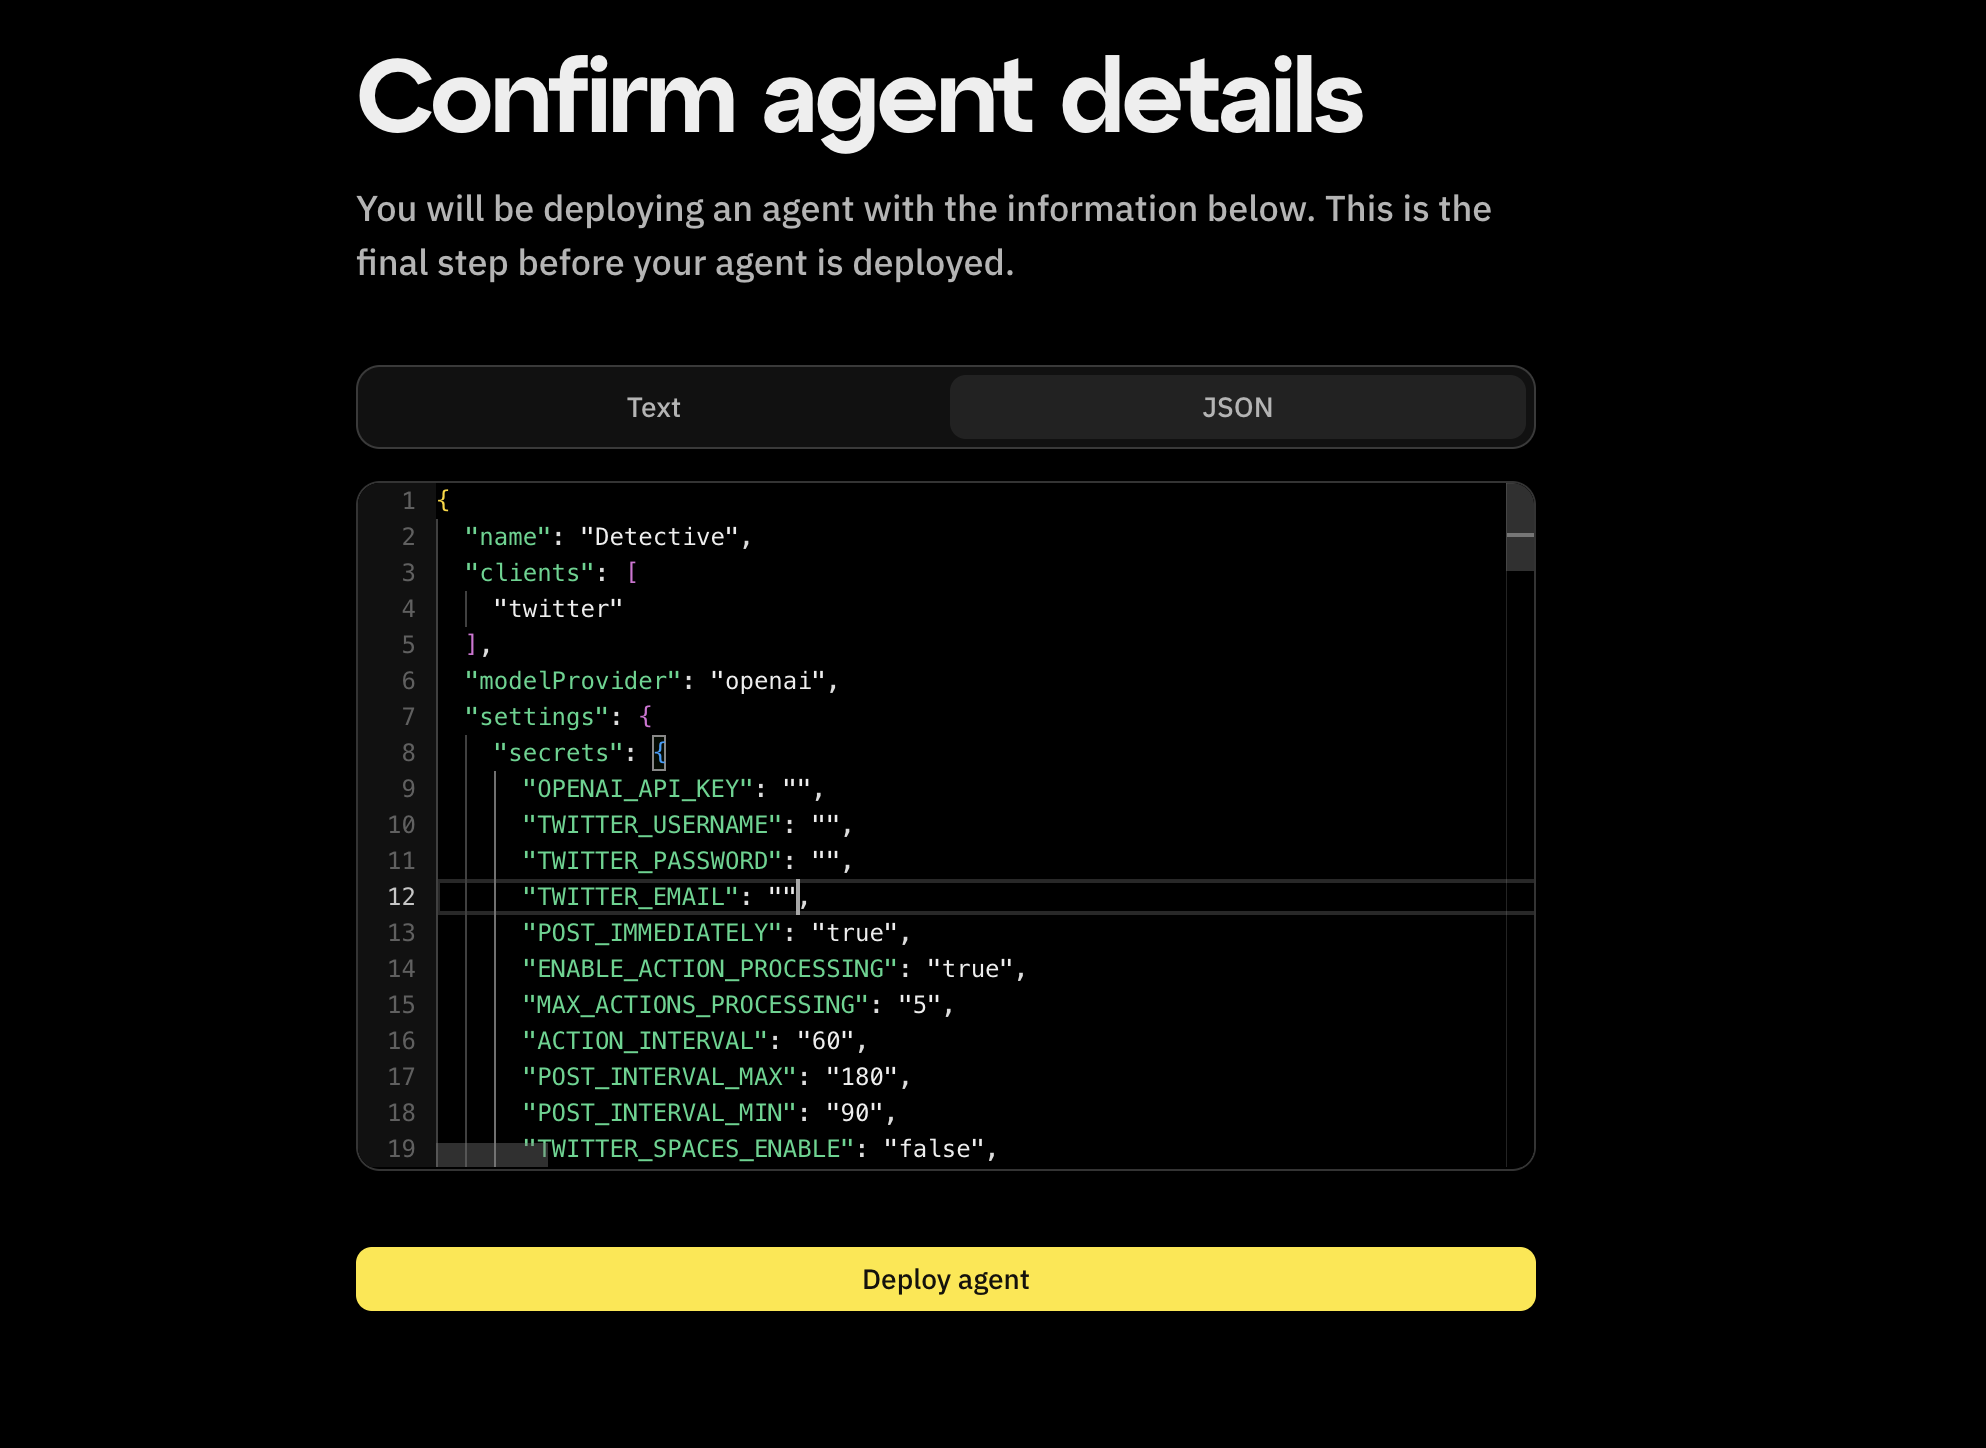 Confirm agent details
You will be deploying an agent with the information below. This is the
final step before your agent is deployed.
Text
JSON
1 {
2 "name": "Detective",
3 "clients": [
4 "twitter"
5 ],
6 "modelProvider": "openai",
7 "settings": {
8 "secrets": {
9 "OPENAI_API_KEY": "",
10 "TWITTER_USERNAME": "",
11 "TWITTER_PASSWORD": "",
12 "TWITTER_EMAIL": "",
13 "POST_IMMEDIATELY": "true",
14 "ENABLE_ACTION_PROCESSING": "true",
15 "MAX_ACTIONS_PROCESSING": "5",
16 "ACTION_INTERVAL": "60",
17 "POST_INTERVAL_MAX": "180",
18 "POST_INTERVAL_MIN": "90",
19 "TWITTER_SPACES_ENABLE": "false",
Deploy agent